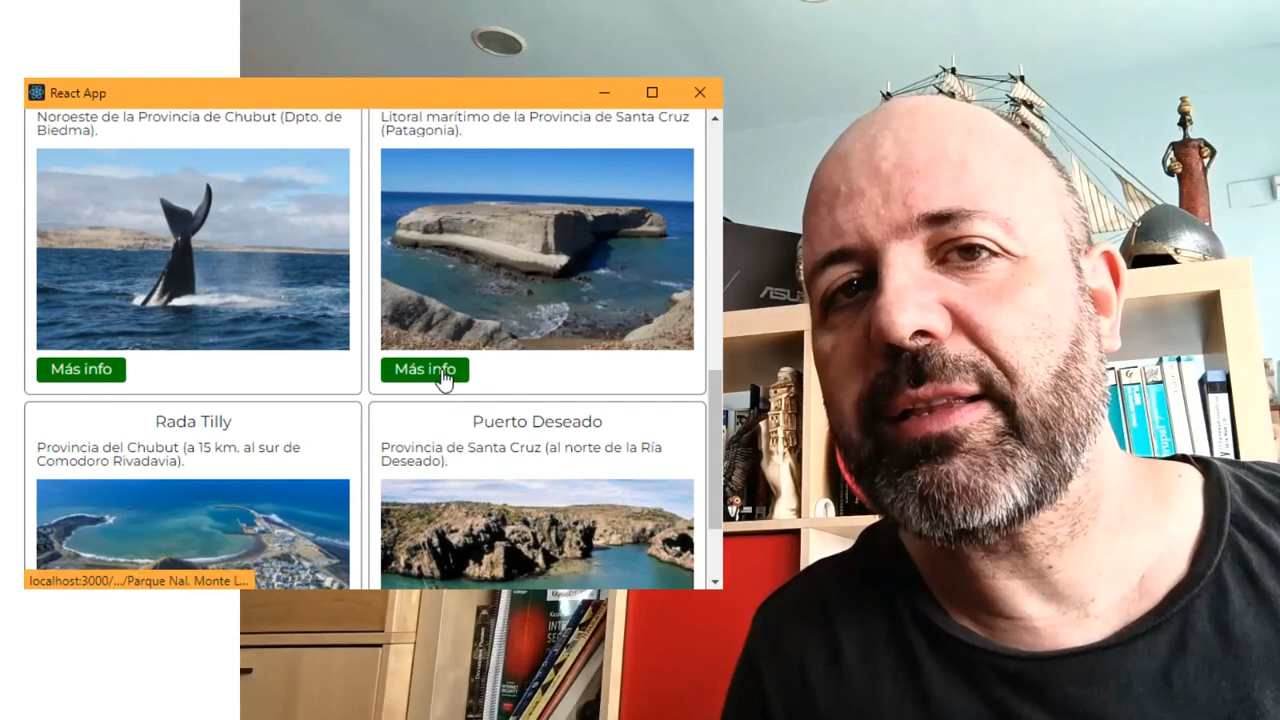 React App
Noroeste de la Provincia de Chubut (Dpto. de
Biedma).
Litoral marítimo de la Provincia de Santa Cruz
(Patagonia).
Más info
Más info
Rada Tilly
Provincia del Chubut (a 15 km. al sur de
Comodoro Rivadavia).
Puerto Deseado
Provincia de Santa Cruz (al norte de la Ría
Deseado).
localhost:3000/.../Parque Nal. Monte L...
ASUS